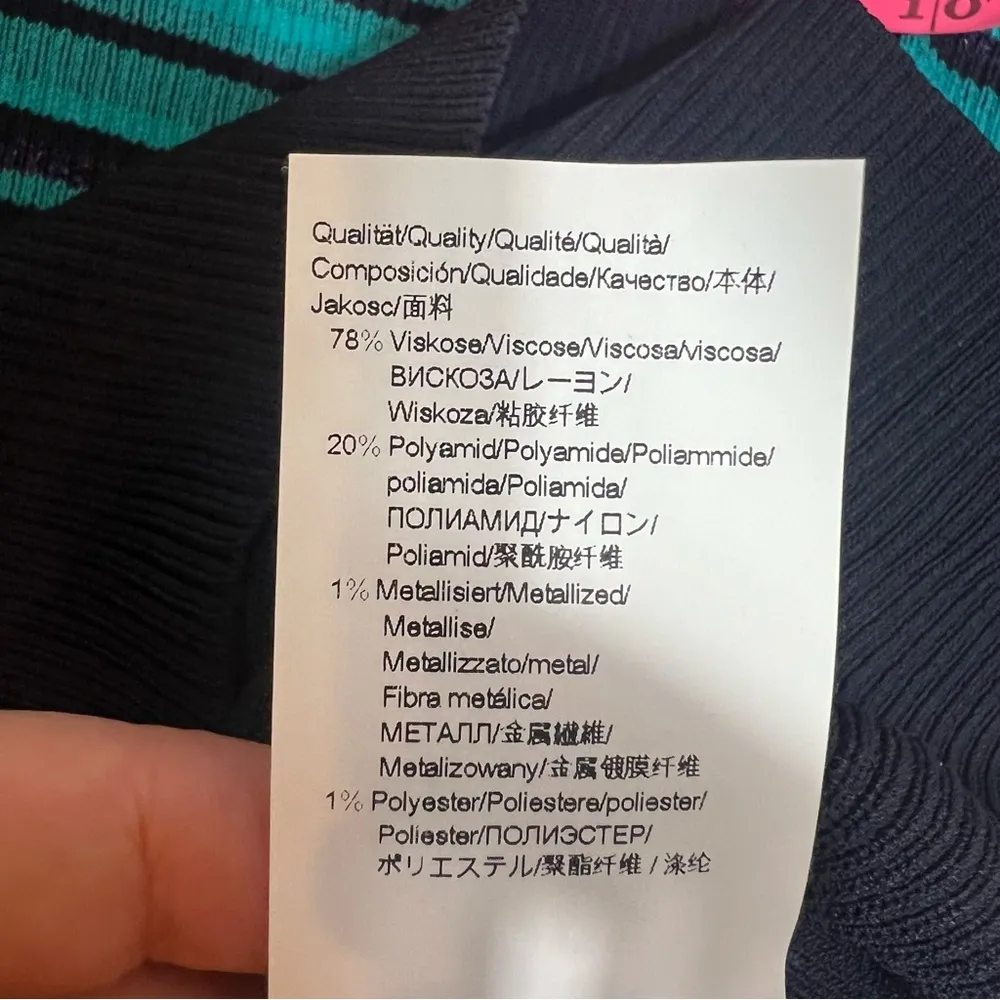 Qualität/Quality/Qualité/Qualità/
Composición/Qualidade/Качество/本体/
Jakosc/面料
78% Viskose/Viscose/Viscosa/viscosa/
ВИСКОЗА/レーヨン/
Wiskoza/粘胶纤维
20% Polyamid/Polyamide/Poliammide/
poliamida/Poliamida/
ПОЛИАМИД/ナイロン/
Poliamid/聚酰胺纤维
1% Metallisiert/Metallized/
Metallise/
Metallizzato/metal/
Fibra metálica/
МЕТАЛЛ/金属繊維/
Metalizowany/金属镀膜纤维
1% Polyester/Poliestere/poliester/
Poliester/ПОЛИЭСТЕР/
ポリエステル/聚酯纤维 / 涤纶